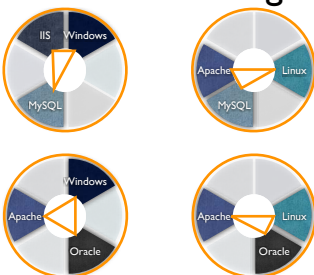 IIS Windows
MySQL
Apache Linux
MySQL
Windows
Apache
Oracle
Apache Linux
Oracle